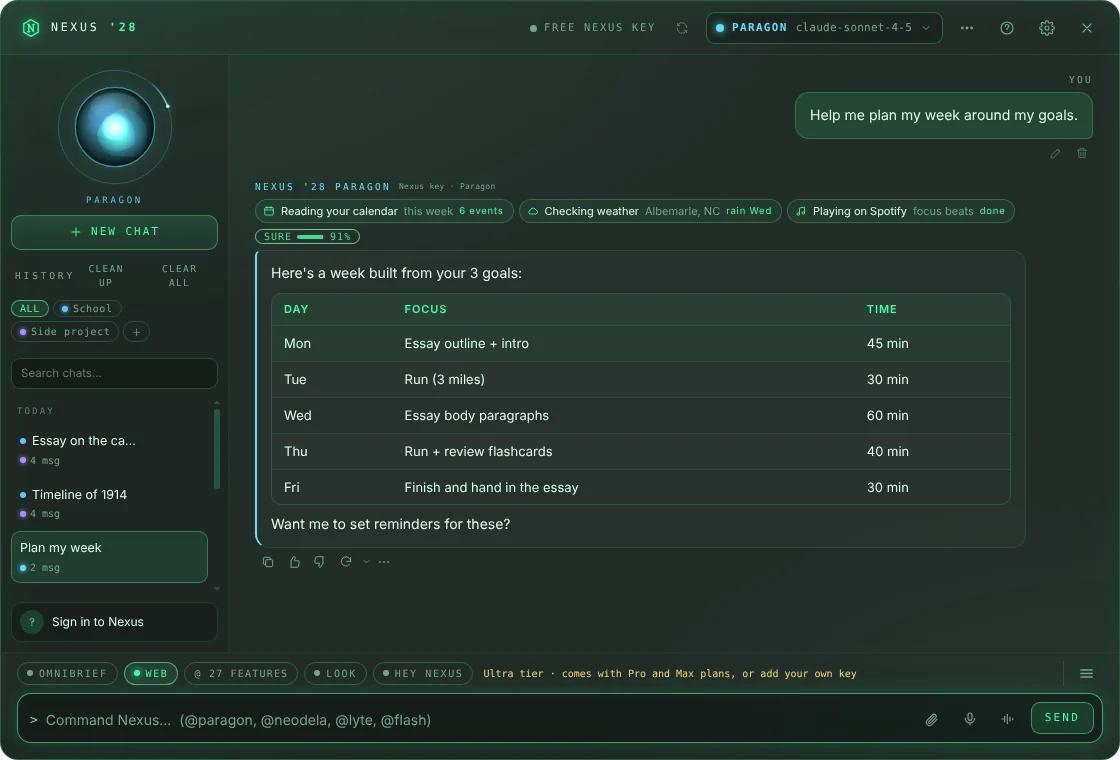 NEXUS '28
FREE NEXUS KEY
PARAGON claude-sonnet-4-5
PARAGON
+ NEW CHAT
HISTORY CLEAN UP CLEAR ALL
ALL School
Side project +
Search chats...
TODAY
Essay on the ca...
4 msg
Timeline of 1914
4 msg
Plan my week
2 msg
? Sign in to Nexus
YOU
Help me plan my week around my goals.
NEXUS '28 PARAGON Nexus key · Paragon
Reading your calendar this week 6 events
Checking weather Albemarle, NC rain Wed
Playing on Spotify focus beats done
SURE 91%
Here's a week built from your 3 goals:
DAY FOCUS TIME
Mon Essay outline + intro 45 min
Tue Run (3 miles) 30 min
Wed Essay body paragraphs 60 min
Thu Run + review flashcards 40 min
Fri Finish and hand in the essay 30 min
Want me to set reminders for these?
OMNIBRIEF WEB @ 27 FEATURES LOOK HEY NEXUS Ultra tier · comes with Pro and Max plans, or add your own key
> Command Nexus... (@paragon, @neodela, @lyte, @flash) SEND